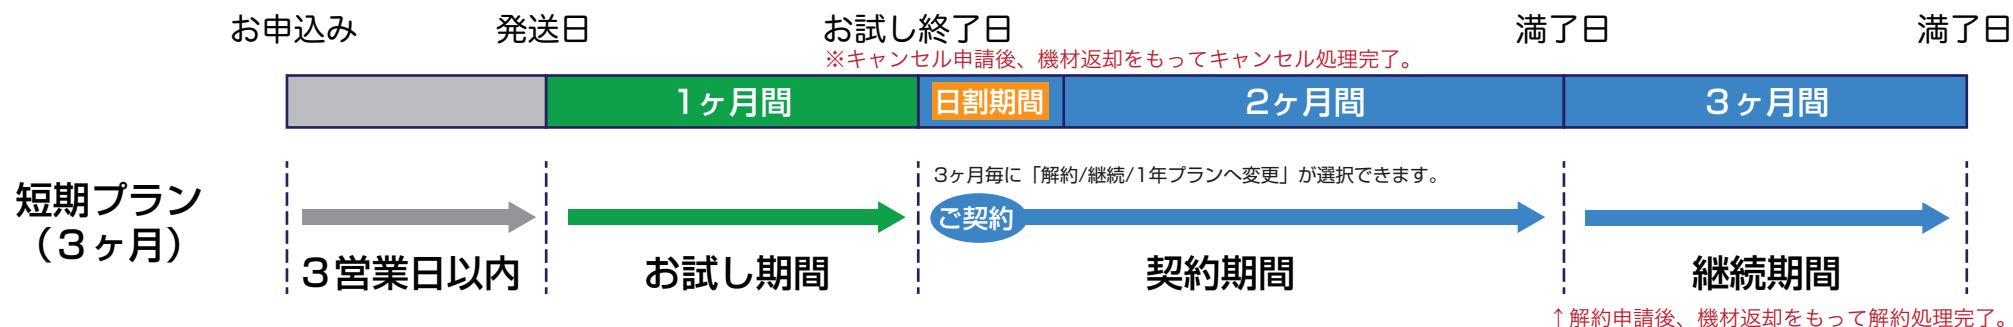 お申込み
発送日
お試し終了日
満了日
満了日
※キャンセル申請後、機材返却をもってキャンセル処理完了。
1ヶ月間
日割期間
2ヶ月間
3ヶ月間
短期プラン
（3ヶ月）
3ヶ月毎に「解約/継続/1年プランへ変更」が選択できます。
ご契約
3営業日以内
お試し期間
契約期間
継続期間
↑解約申請後、機材返却をもって解約処理完了。